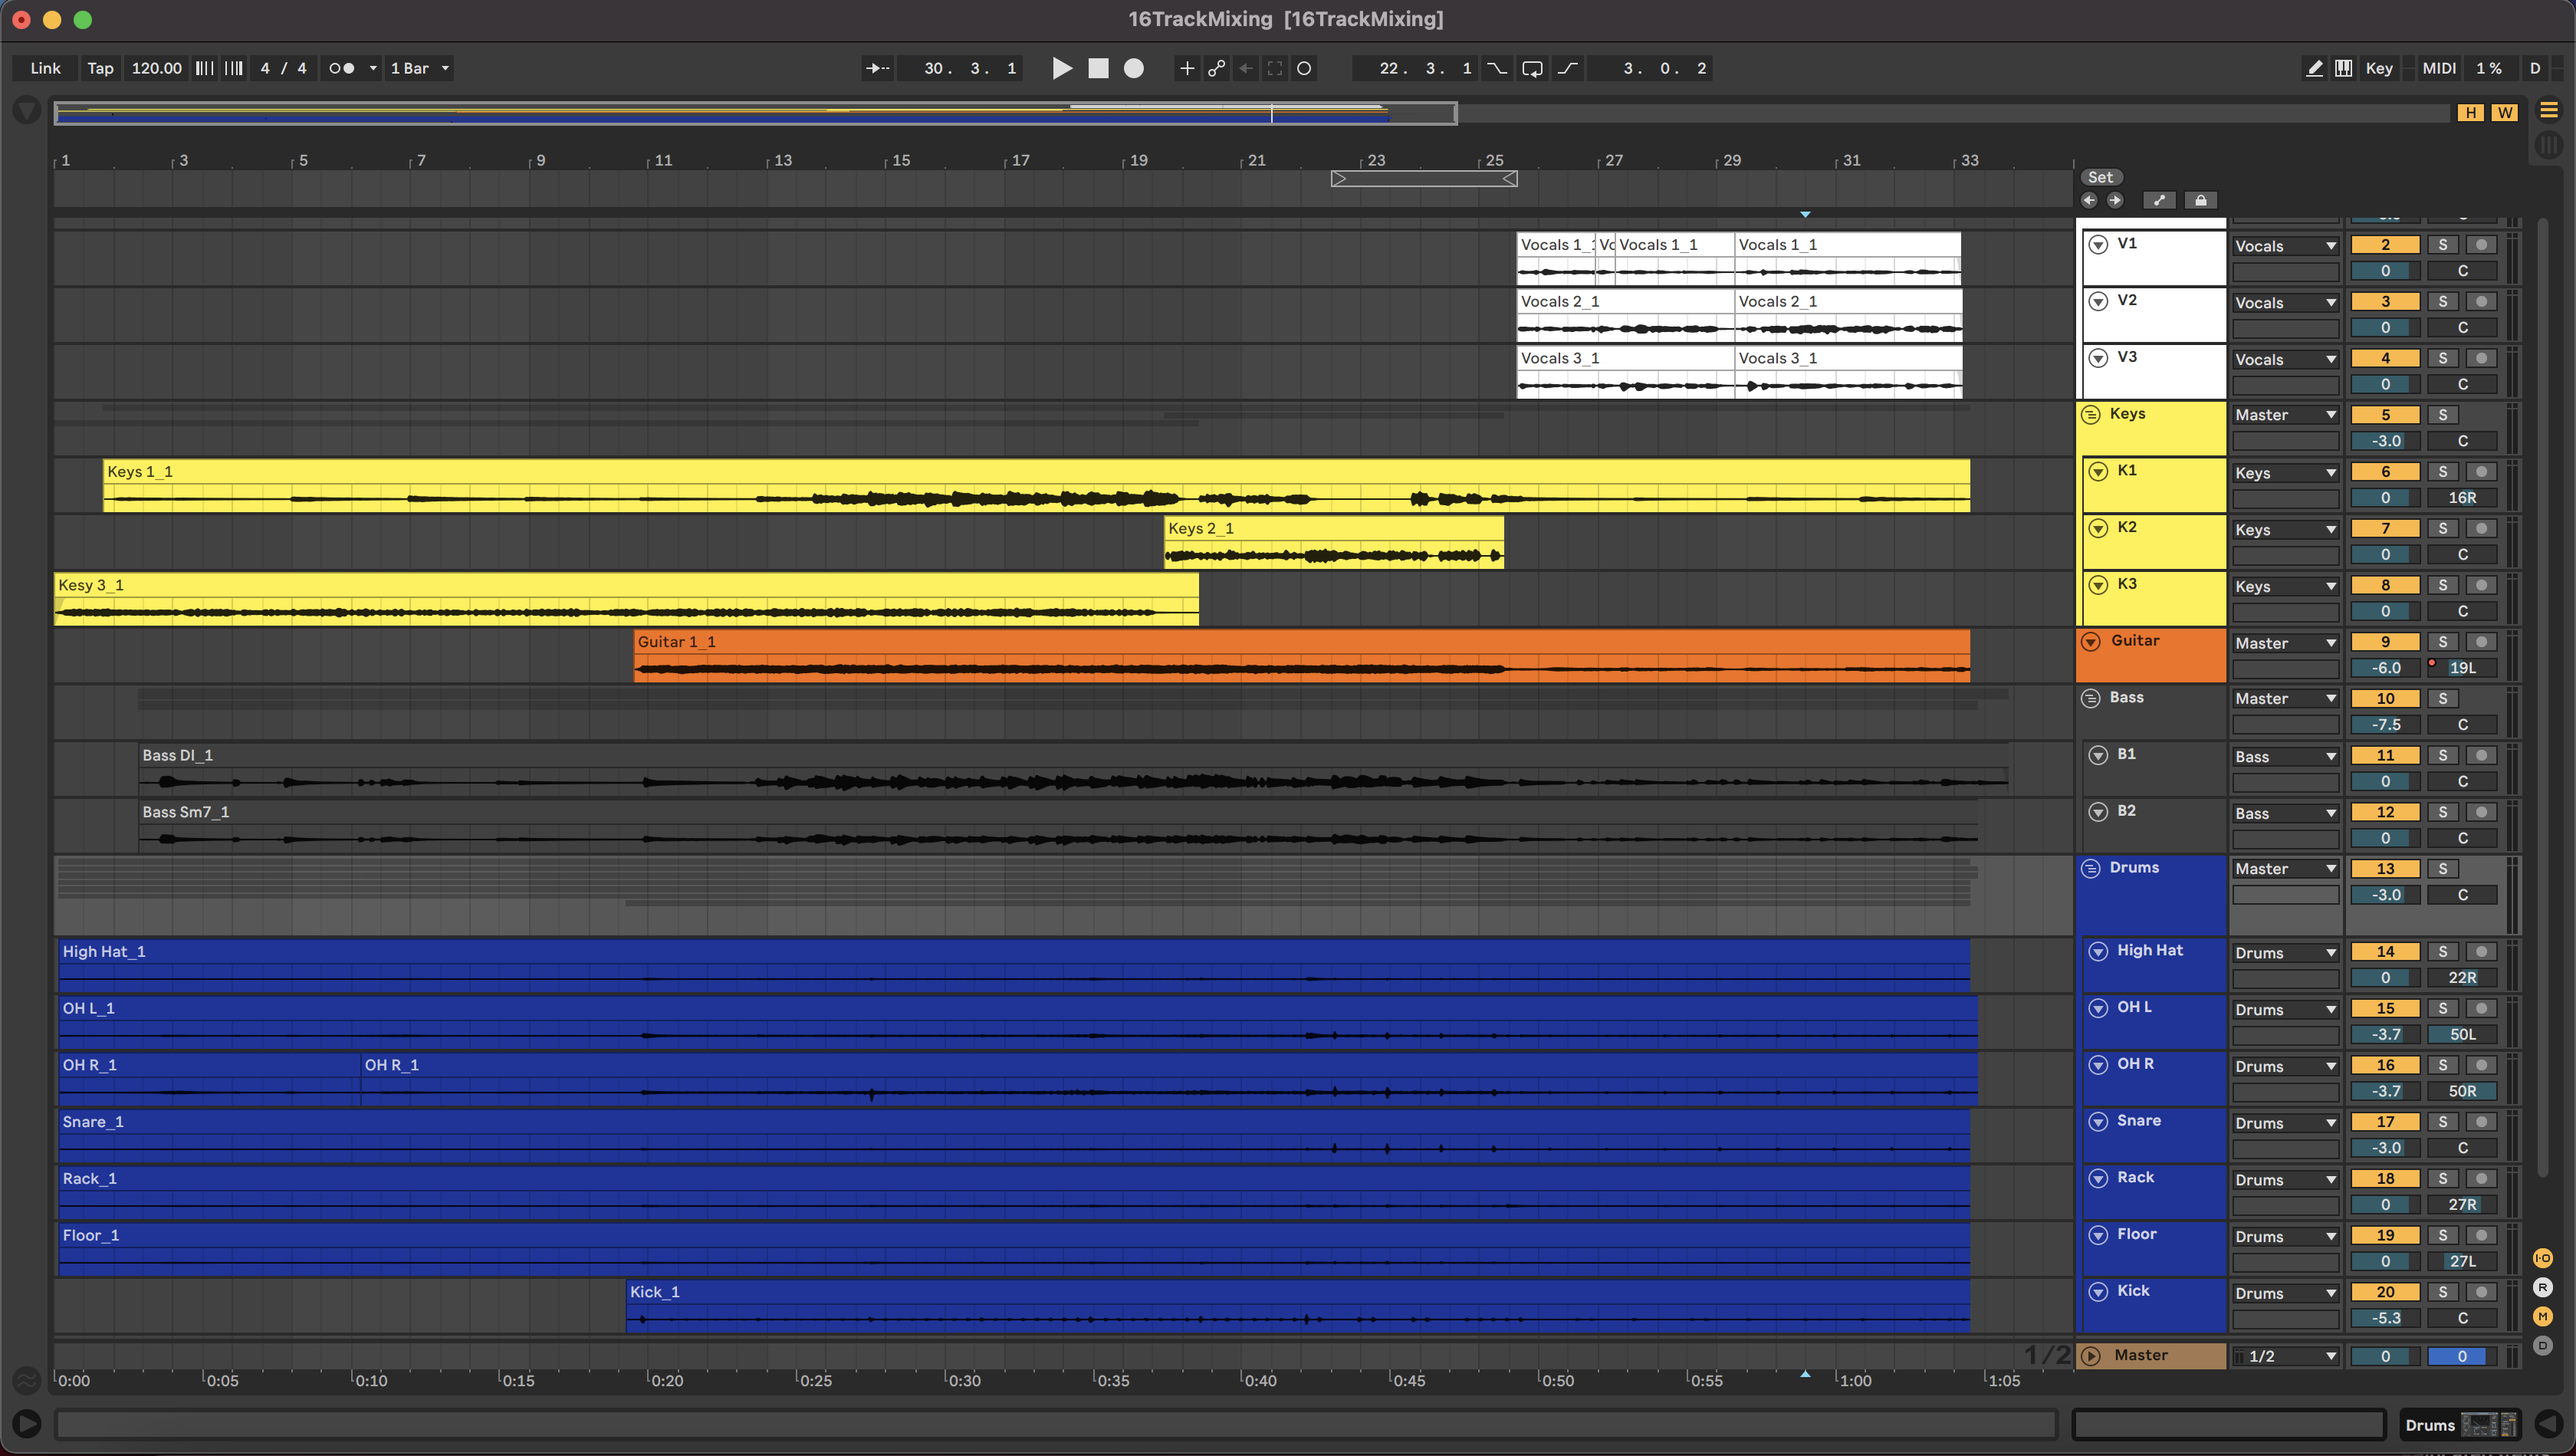 16TrackMixing [16TrackMixing]
Link Tap 120.00 4 / 4 1 Bar 30. 3. 1 22. 3. 1 3. 0. 2 Key MIDI 1 % D
H W
1 3 5 7 9 11 13 15 17 19 21 23 25 27 29 31 33
Set
Vocals 1_1 Vo Vocals 1_1 Vocals 1_1 V1 Vocals 2 S
0 C
Vocals 2_1 Vocals 2_1 V2 Vocals 3 S
0 C
Vocals 3_1 Vocals 3_1 V3 Vocals 4 S
0 C
Keys Master 5 S
-3.0 C
Keys 1_1 K1 Keys 6 S
0 16R
Keys 2_1 K2 Keys 7 S
0 C
Kesy 3_1 K3 Keys 8 S
0 C
Guitar 1_1 Guitar Master 9 S
-6.0 19L
Bass Master 10 S
-7.5 C
Bass DI_1 B1 Bass 11 S
0 C
Bass Sm7_1 B2 Bass 12 S
0 C
Drums Master 13 S
-3.0 C
High Hat_1 High Hat Drums 14 S
0 22R
OH L_1 OH L Drums 15 S
-3.7 50L
OH R_1 OH R_1 OH R Drums 16 S
-3.7 50R
Snare_1 Snare Drums 17 S
-3.0 C
Rack_1 Rack Drums 18 S
0 27R
Floor_1 Floor Drums 19 S
0 27L I-O
Kick_1 Kick Drums 20 S R
-5.3 C M
D
1/2 Master 1/2 0 0
0:00 0:05 0:10 0:15 0:20 0:25 0:30 0:35 0:40 0:45 0:50 0:55 1:00 1:05
Drums